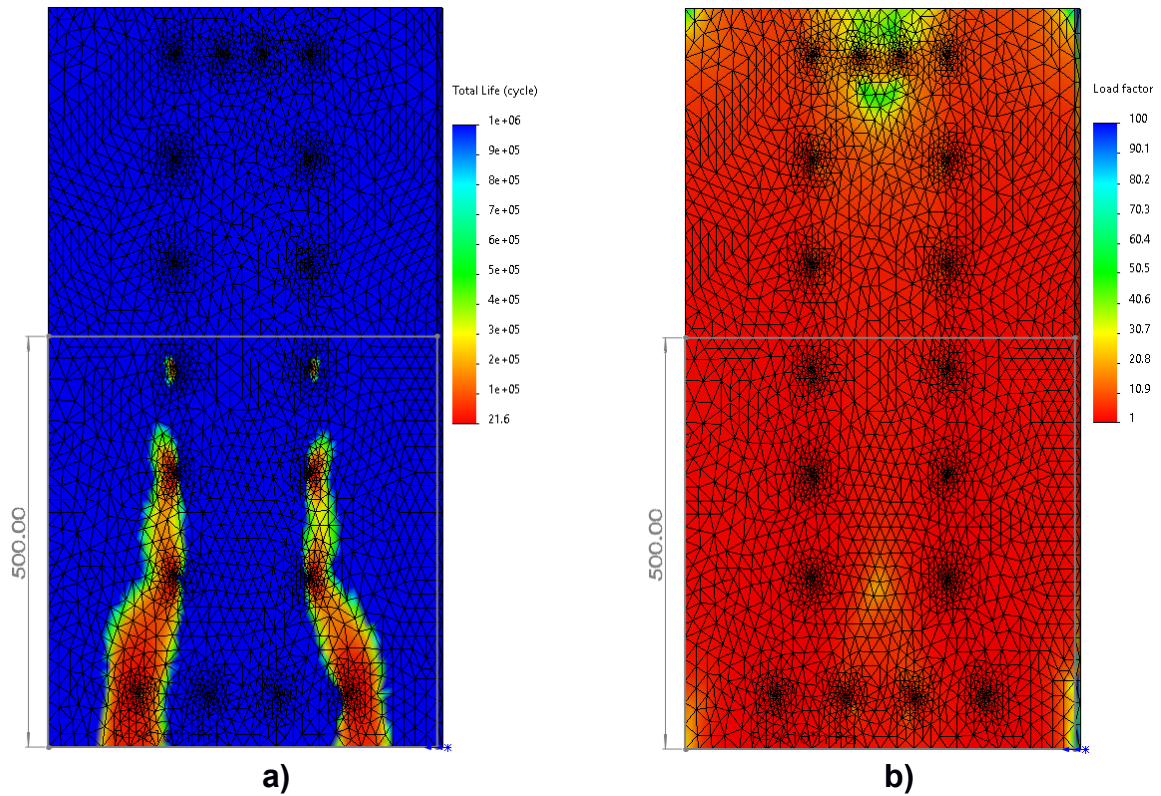 Total Life (cycle)
1e+06
9e+05
8e+05
7e+05
6e+05
5e+05
4e+05
3e+05
2e+05
1e+05
21.6
500.00
a)
Load factor
100
90.1
80.2
70.3
60.4
50.5
40.6
30.7
20.8
10.9
1
500.00
b)